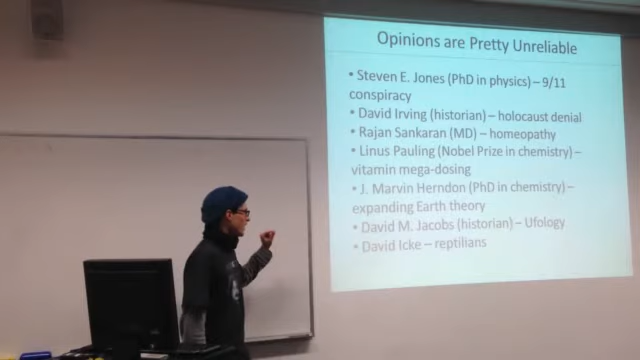 Opinions are Pretty Unreliable
• Steven E. Jones (PhD in physics) – 9/11
conspiracy
• David Irving (historian) – holocaust denial
• Rajan Sankaran (MD) – homeopathy
• Linus Pauling (Nobel Prize in chemistry) –
vitamin mega-dosing
• J. Marvin Herndon (PhD in chemistry) –
expanding Earth theory
• David M. Jacobs (historian) – Ufology
• David Icke – reptilians